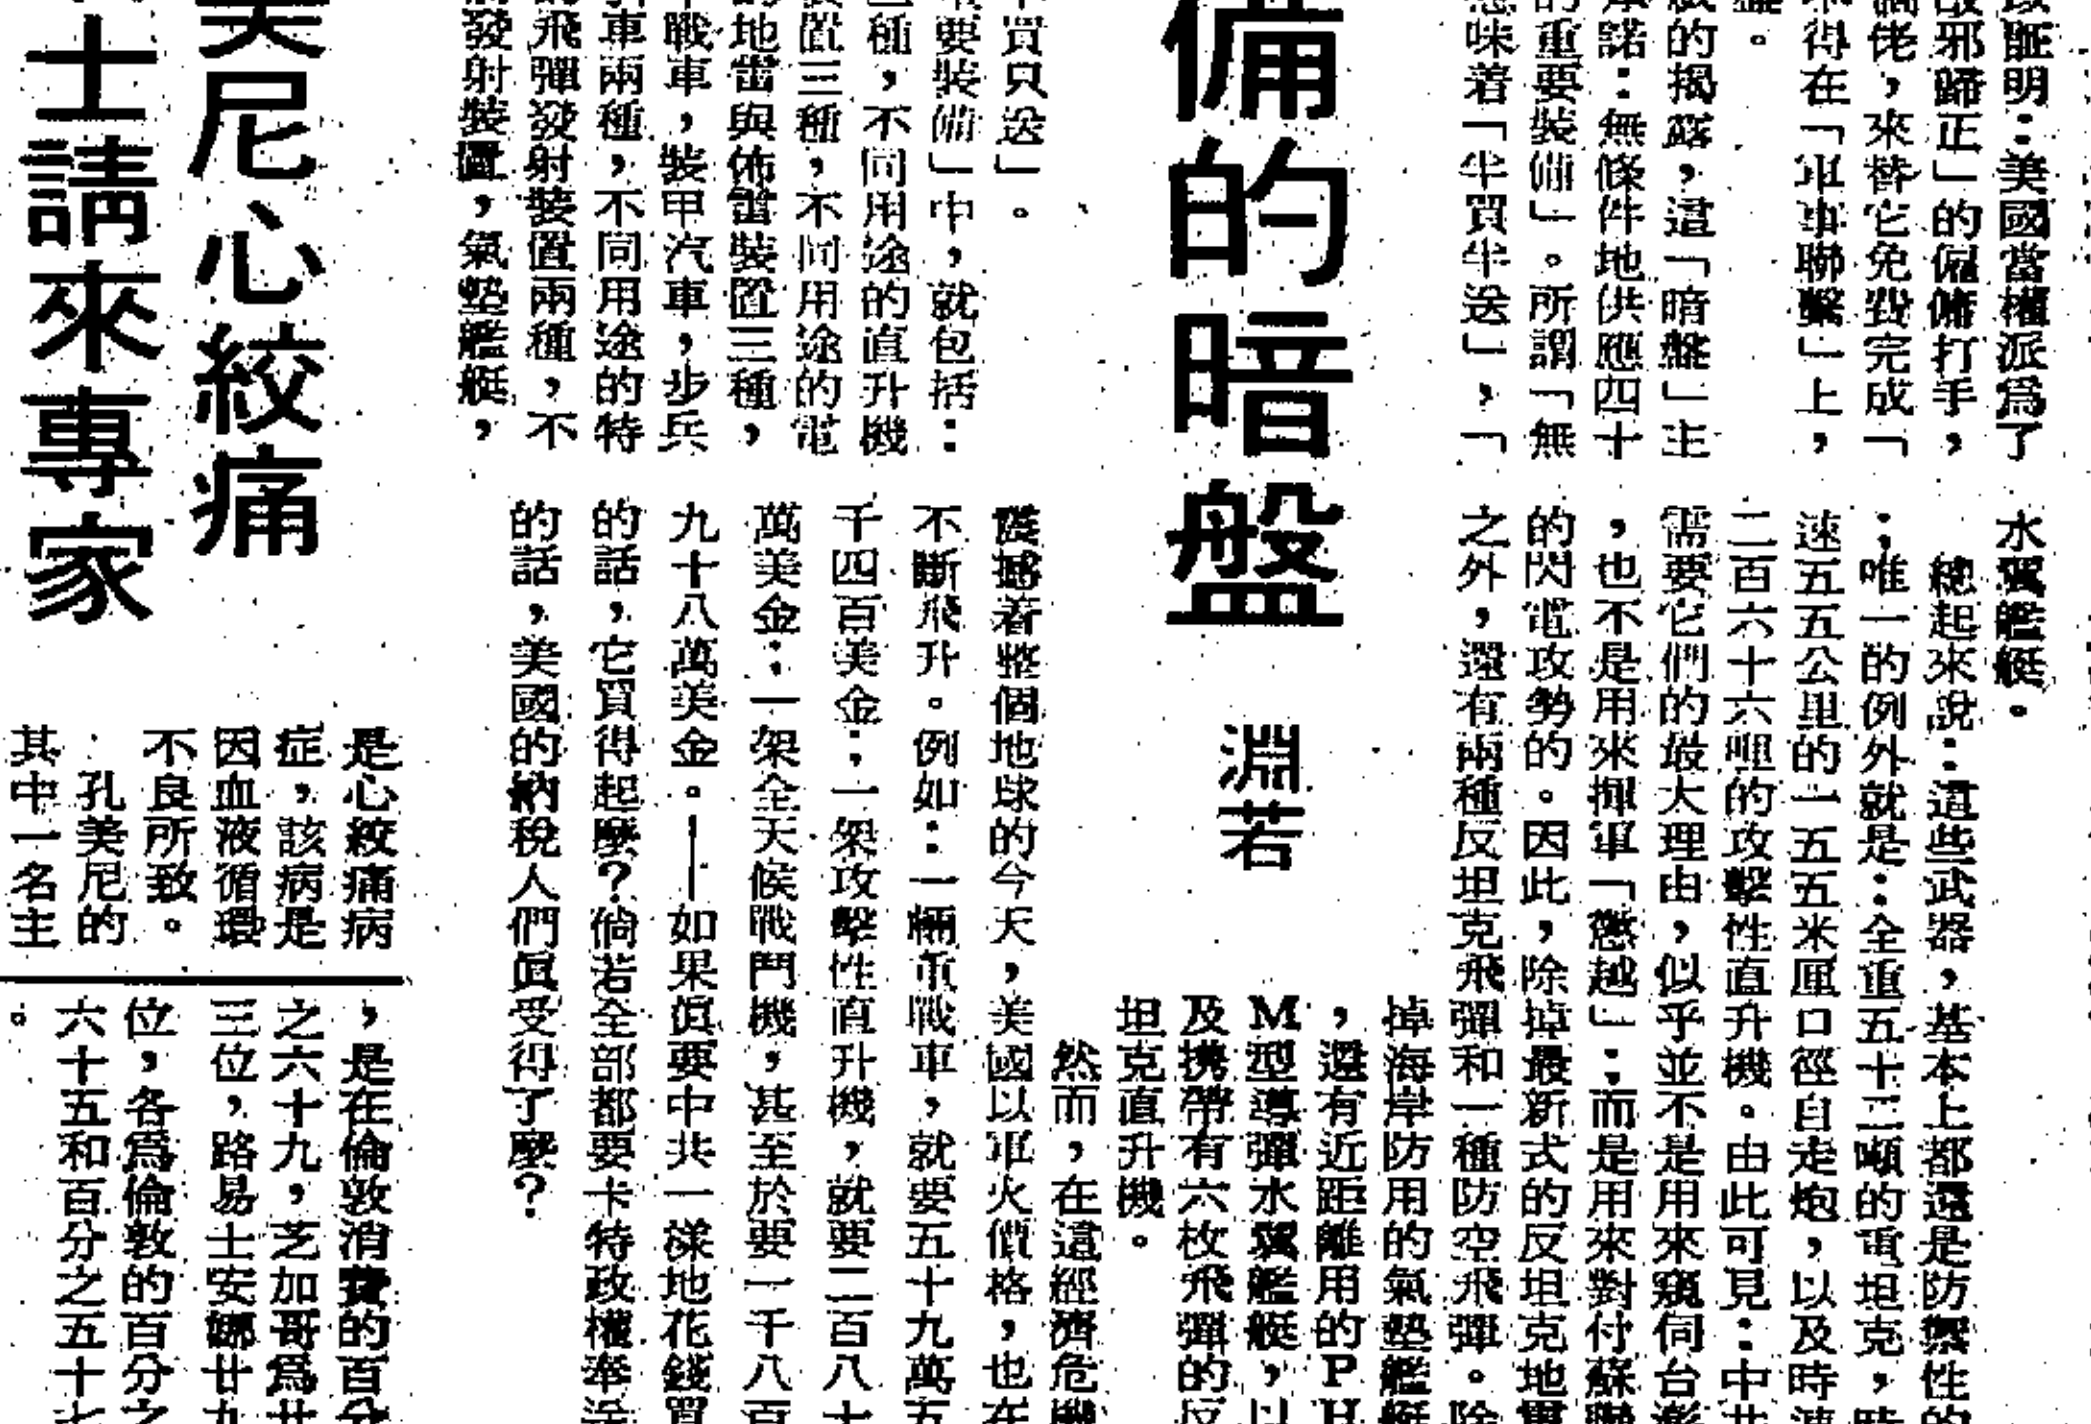 証明：美國當權派爲了
邪歸正」的僱傭打手，
佬，來替它免費完成「
得在「軍事聯繫」上，
。
的揭露，這「暗盤」主
諾：無條件地供應四十
的重要裝備」。所謂「無
意味着「半買半送」，「
備的暗盤
淵若
買只送」。
要裝備」中，就包括：
種，不同用途的直升機
置三種，不同用途的電
的地雷與佈雷裝置三種，
戰車，裝甲汽車，步兵
車兩種，不同用途的特
飛彈發射裝置兩種，不
發射裝置，氣墊艦艇，
水翼艦艇。
總起來說：這些武器，基本上都還是防禦性的
；唯一的例外就是：全重五十二噸的重坦克，時
速五五公里的一五五米厘口徑自走炮，以及時速
二百六十六哩的攻擊性直升機。由此可見：中共
需要它們的最大理由，似乎並不是用來窺伺台澎
，也不是用來揮軍「懲越」；而是用來對付蘇聯
的閃電攻勢的。因此，除掉最新式的反坦克地雷
之外，還有兩種反坦克飛彈和一種防空飛彈。除
掉海岸防用的氣墊艦艇
，還有近距離用的PH
M型導彈水翼艦艇，以
及携帶有六枚飛彈的反
坦克直升機。
然而，在這經濟危機
震撼着整個地球的今天，美國以軍火價格，也在
不斷飛升。例如：一輛重戰車，就要五十九萬五
千四百美金；一架攻擊性直升機，就要二百八十
萬美金；一架全天候戰鬥機，甚至於要一千八百
九十八萬美金。——如果眞要中共一樣地花錢買
的話，它買得起麼？倘若全部都要卡特政權奉送
的話，美國的納稅人們眞受得了麼？
美尼心絞痛
士請來專家
是心絞痛病
症，該病是
因血液循環
不良所致。
孔美尼的
其中一名主
，是在倫敦消費的百分
之六十九，芝加哥爲廿
三位，路易士安娜廿九
位，各爲倫敦的百分之
六十五和百分之五十七
。